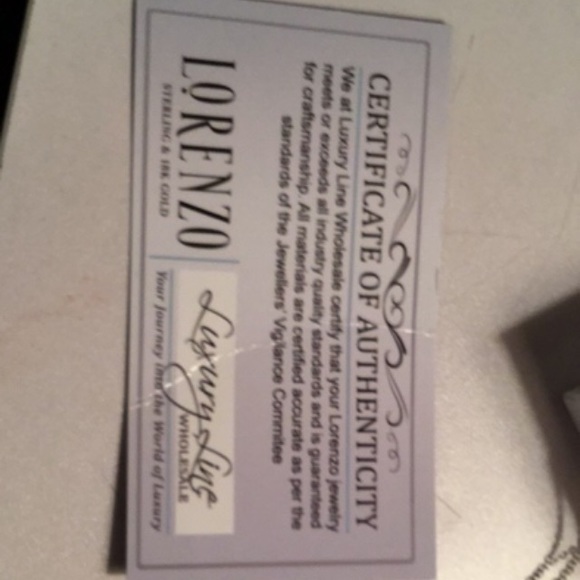 CERTIFICATE OF AUTHENTICITY
We at Luxury Line Wholesale certify that your Lorenzo jewelry
meets or exceeds all industry quality standards and is guaranteed
for craftsmanship. All materials are certified accurate as per the
standards of the Jewellers' Vigilance Commitee
LORENZO
STERLING & 18K GOLD
Luxury Line
WHOLESALE
Your Journey into the World of Luxury